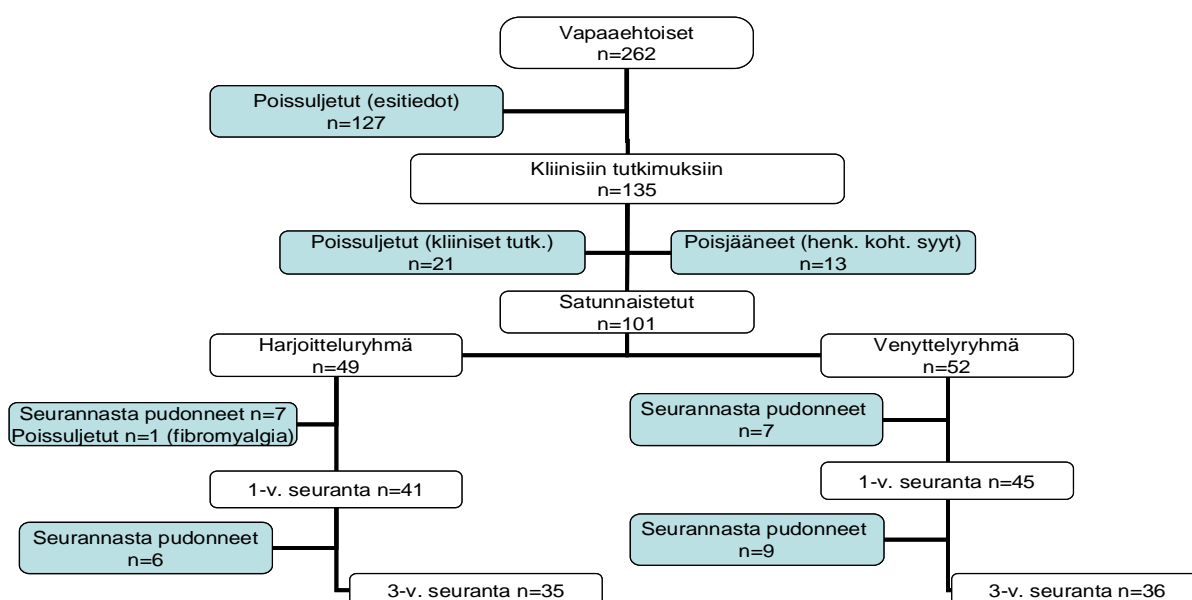 Vapaaehtoiset
n=262
Poissuljetut (esitiedot)
n=127
Kliinisiin tutkimuksiin
n=135
Poissuljetut (kliiniset tutk.)
n=21
Poisjääneet (henk. koht. syyt)
n=13
Satunnaistetut
n=101
Harjoitteluryhmä
n=49
Venyttelyryhmä
n=52
Seurannasta pudonneet n=7
Poissuljetut n=1 (fibromyalgia)
Seurannasta pudonneet
n=7
1-v. seuranta n=41
1-v. seuranta n=45
Seurannasta pudonneet
n=6
Seurannasta pudonneet
n=9
3-v. seuranta n=35
3-v. seuranta n=36